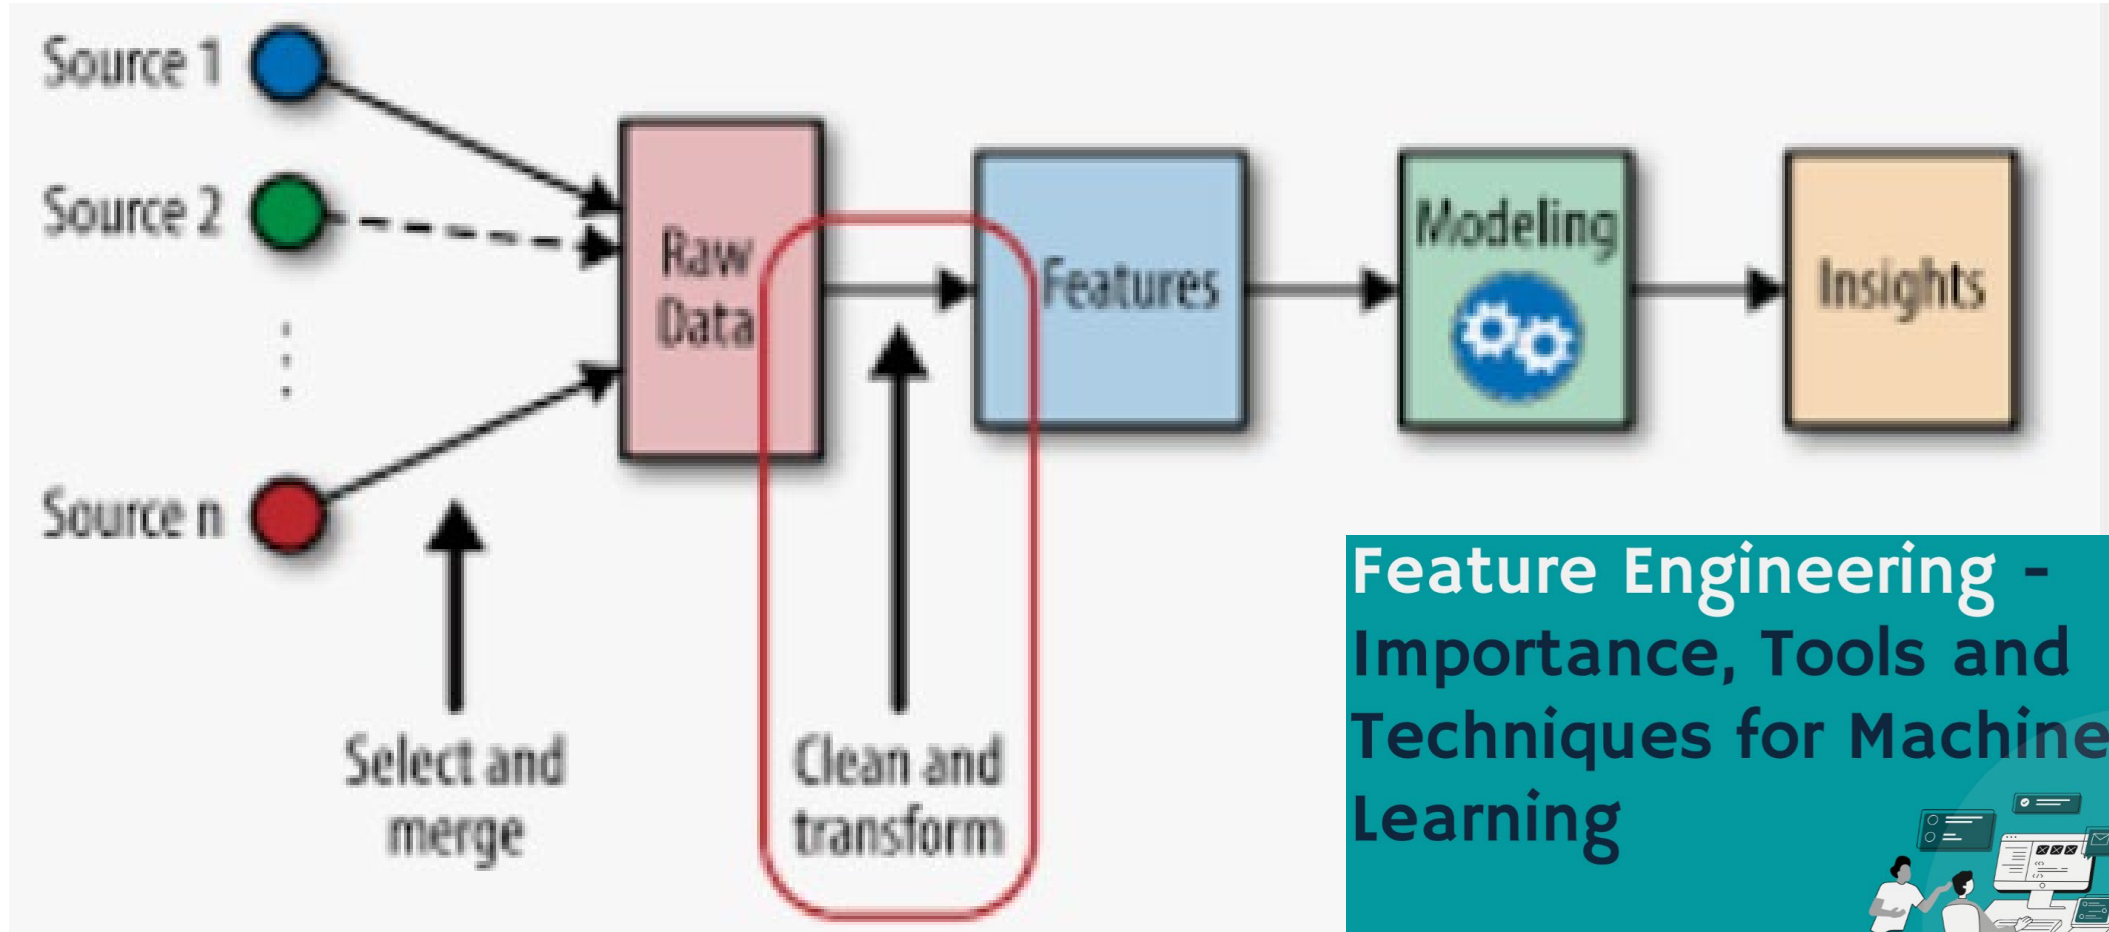 Source 1
Source 2
Source n
Select and
merge
Raw
Data
Clean and
transform
Features
Modeling
Insights
Feature Engineering -
Importance, Tools and
Techniques for Machine
Learning